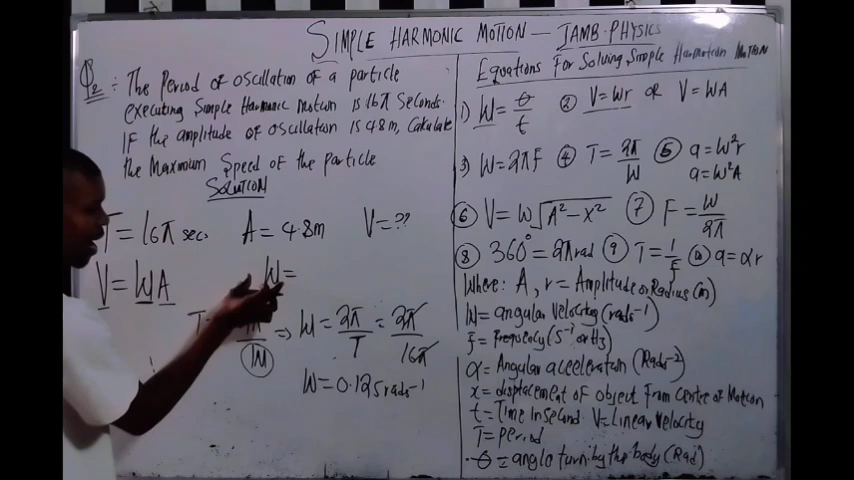 SIMPLE HARMONIC MOTION — JAMB PHYSICS
Q2: The Period of oscillation of a particle
executing Simple Harmonic Motion is 16π Seconds.
If the amplitude of oscillation is 4.8m, Calculate
the Maximum Speed of the particle
SOLUTION
T = 16π sec. A = 4.8m V = ??
V = WA W =
⇒ W = 2π/T = 2π/16π
W = 0.125 rads⁻¹
Equations For Solving Simple Harmotion Motion
1) W = θ/t ② V = Wr or V = WA
3) W = 2πF ④ T = 2π/W ⑤ a = W²r
a = W²A
⑥ V = W√(A² − X²) ⑦ F = W/2π
⑧ 360° = 2π rad ⑨ T = 1/F ⑩ a = αr
Where: A, r = Amplitude or Radius (m)
W = angular Velocity (rads⁻¹)
F = Frequency (S⁻¹ or Hz)
α = Angular acceleration (Rads⁻²)
x = displacement of object From Centre of Motion
t = Time in Second V = Linear Velocity
T = period
θ = angle turn by the body (Rad)